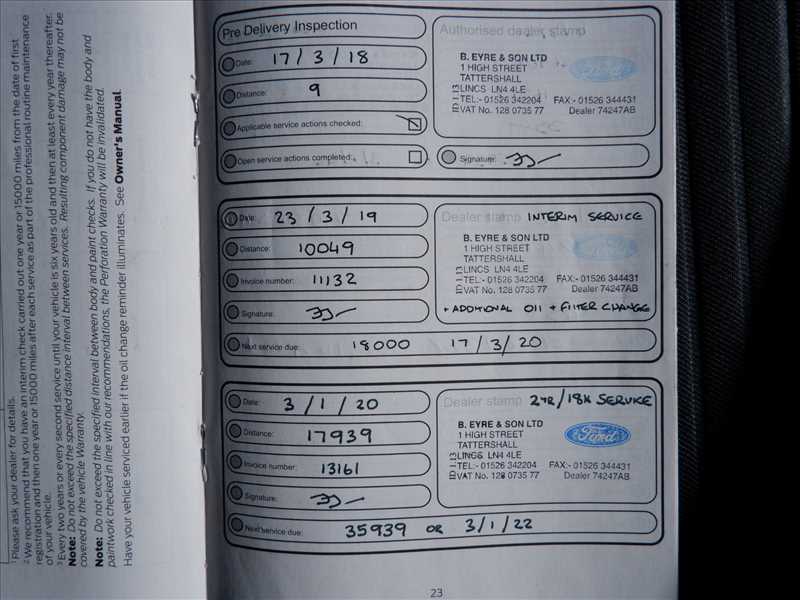 ¹ Please ask your dealer for details.
² We recommend that you have an interim check carried out one year or 15000 miles from the date of first
registration and then one year or 15000 miles after each service as part of the professional routine maintenance
of your vehicle.
³ Every two years or every second service until your vehicle is six years old and then at least every year thereafter.
Note: Do not exceed the specified distance interval between services. Resulting component damage may not be
covered by the vehicle Warranty.
Note: Do not exceed the specified interval between body and paint checks. If you do not have the body and
paintwork checked in line with our recommendations, the Perforation Warranty will be invalidated.
Have your vehicle serviced earlier if the oil change reminder illuminates. See Owner's Manual.
Pre Delivery Inspection
Date: 17/3/18
Distance: 9
Applicable service actions checked:
Open service actions completed:
Authorised dealer stamp
B. EYRE & SON LTD
1 HIGH STREET
TATTERSHALL
LINCS LN4 4LE
TEL:- 01526 342204 FAX:- 01526 344431
VAT No. 128 0735 77 Dealer 74247AB
Ford
Signature:
Date: 23/3/19
Distance: 10049
Invoice number: 11132
Signature:
Next service due: 18000 17/3/20
Dealer stamp INTERIM SERVICE
B. EYRE & SON LTD
1 HIGH STREET
TATTERSHALL
LINCS LN4 4LE
TEL:- 01526 342204 FAX:- 01526 344431
VAT No. 128 0735 77 Dealer 74247AB
+ ADDITIONAL OIL + FILTER CHANGE
Date: 3/1/20
Distance: 17939
Invoice number: 13161
Signature:
Next service due: 35939 OR 3/1/22
Dealer stamp 2YR/18K SERVICE
B. EYRE & SON LTD
1 HIGH STREET
TATTERSHALL
LINCS LN4 4LE
TEL:- 01526 342204 FAX:- 01526 344431
VAT No. 128 0735 77 Dealer 74247AB
Ford
23